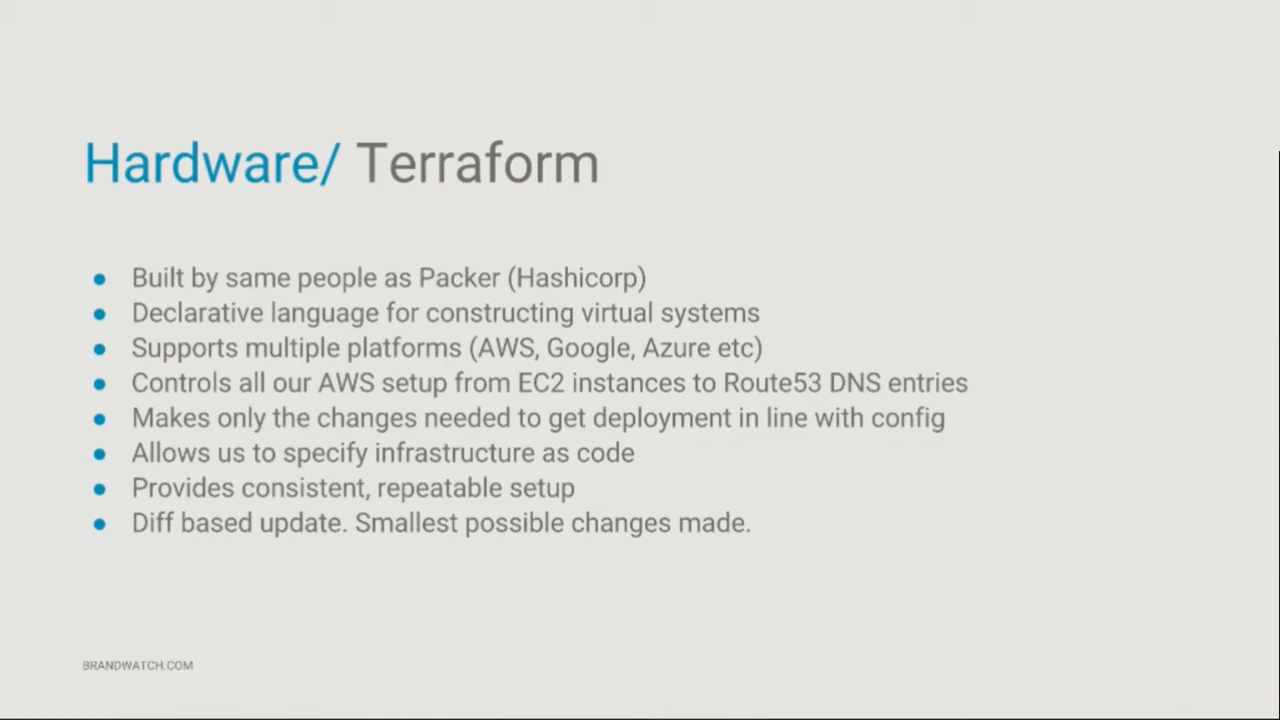 Hardware/ Terraform
● Built by same people as Packer (Hashicorp)
● Declarative language for constructing virtual systems
● Supports multiple platforms (AWS, Google, Azure etc)
● Controls all our AWS setup from EC2 instances to Route53 DNS entries
● Makes only the changes needed to get deployment in line with config
● Allows us to specify infrastructure as code
● Provides consistent, repeatable setup
● Diff based update. Smallest possible changes made.
BRANDWATCH.COM